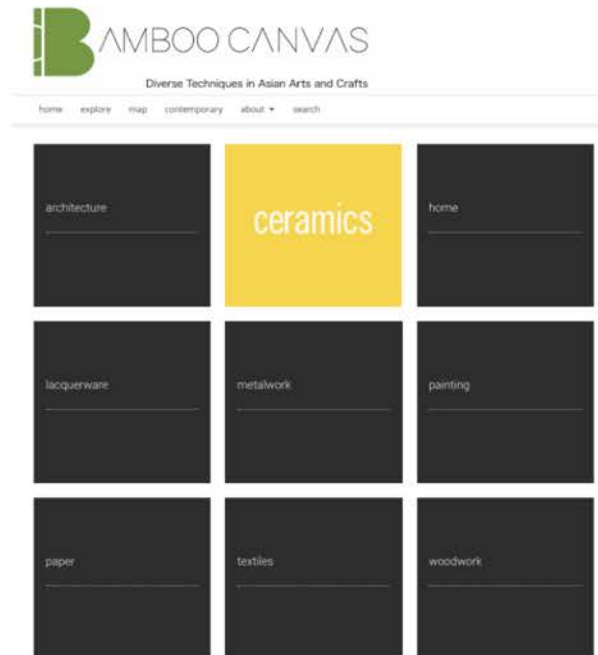 BAMBOO CANVAS
Diverse Techniques in Asian Arts and Crafts
home explore map contemporary about search
architecture ceramics home
lacquerware metalwork painting
paper textiles woodwork